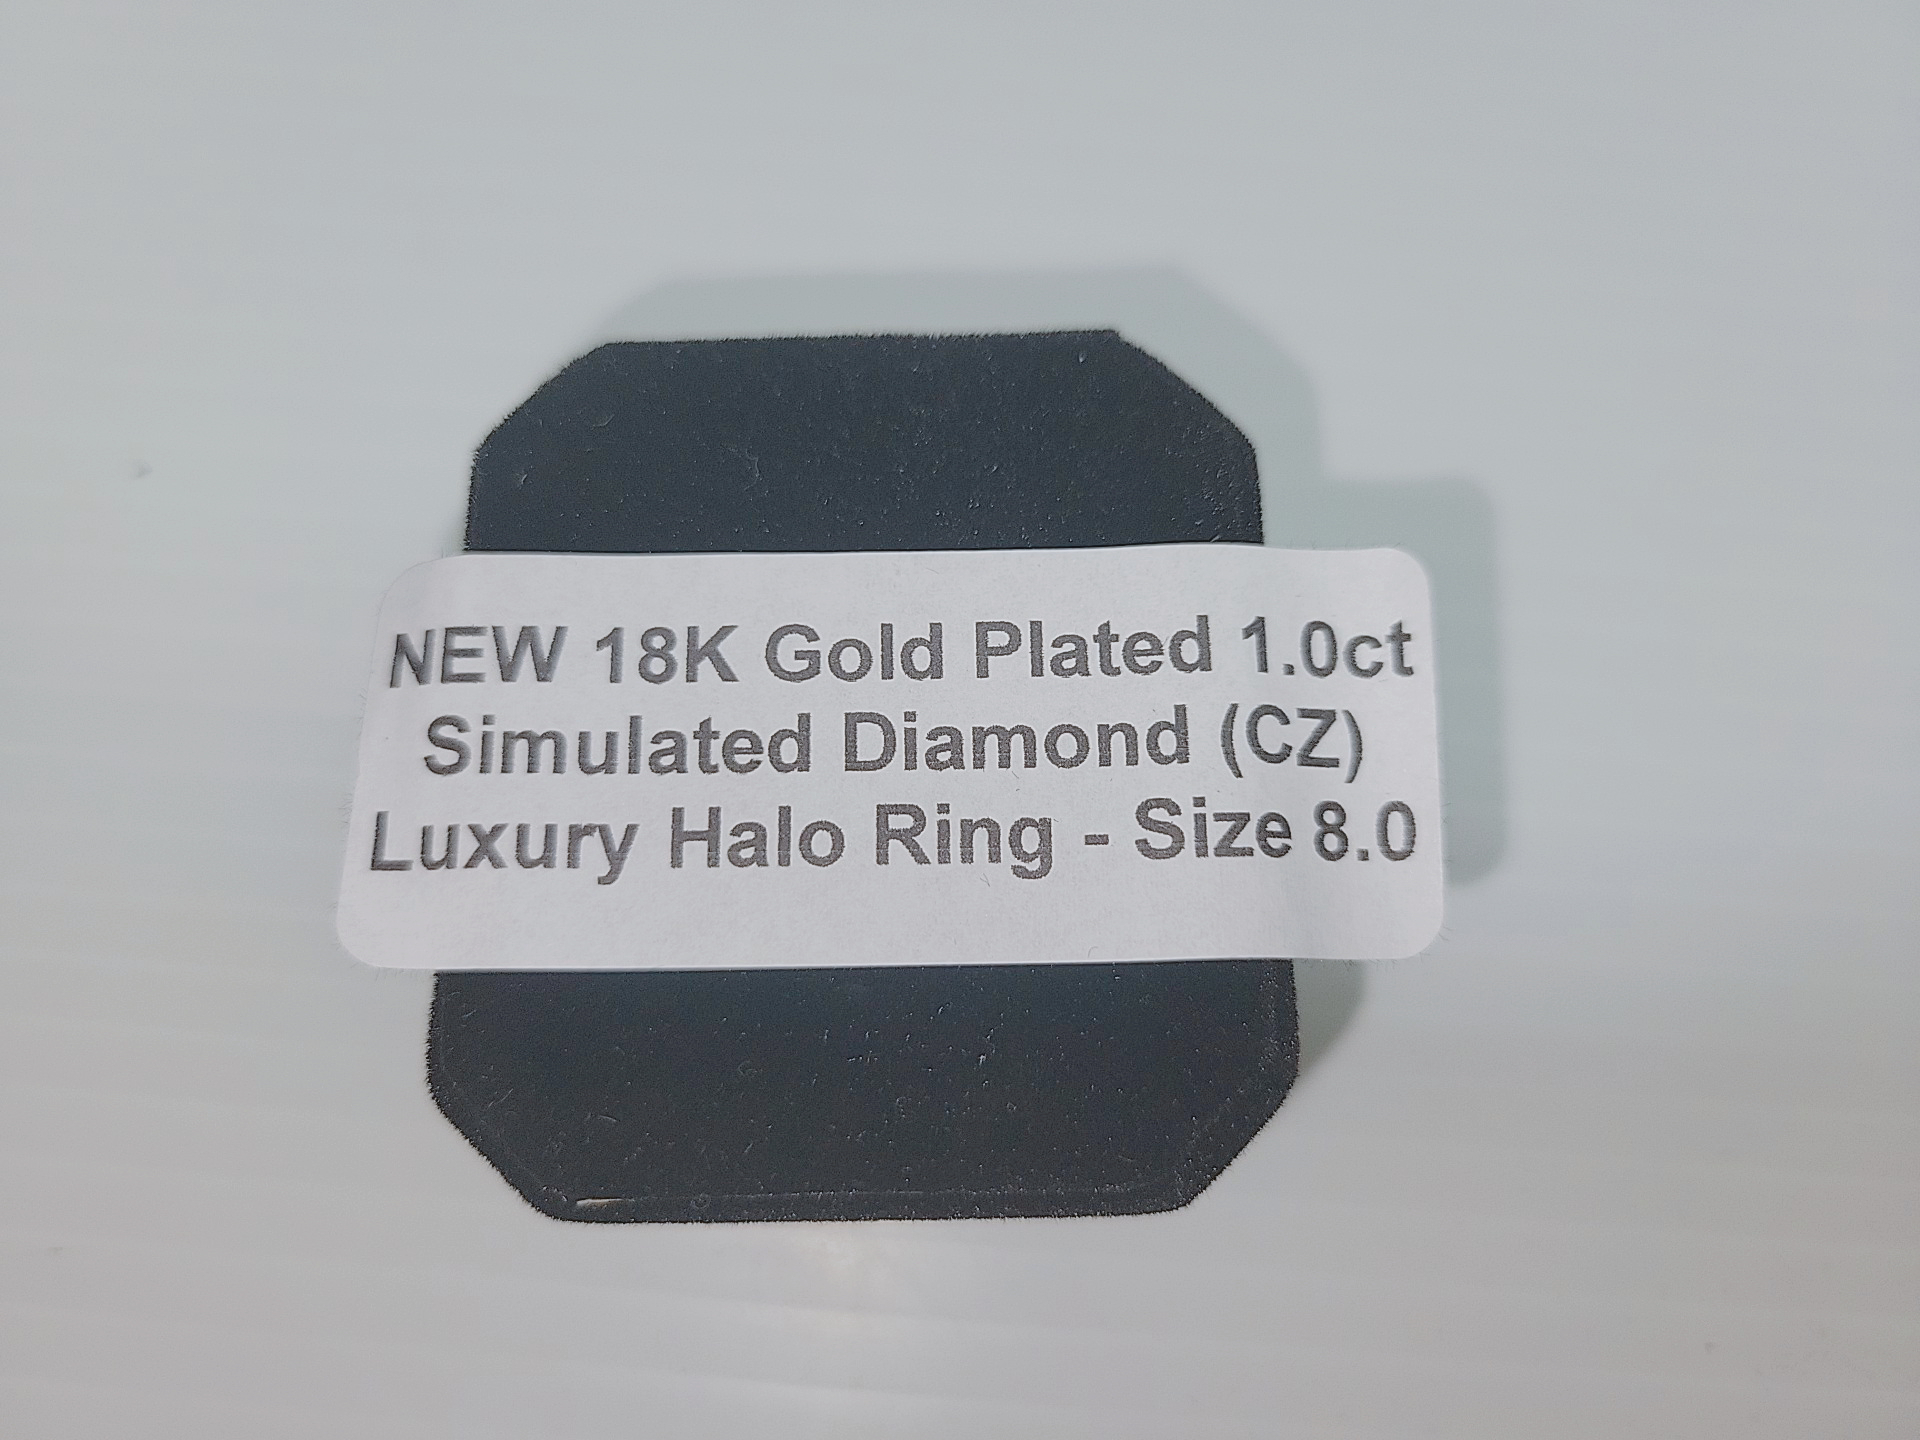 NEW 18K Gold Plated 1.0ct
Simulated Diamond (CZ)
Luxury Halo Ring - Size 8.0